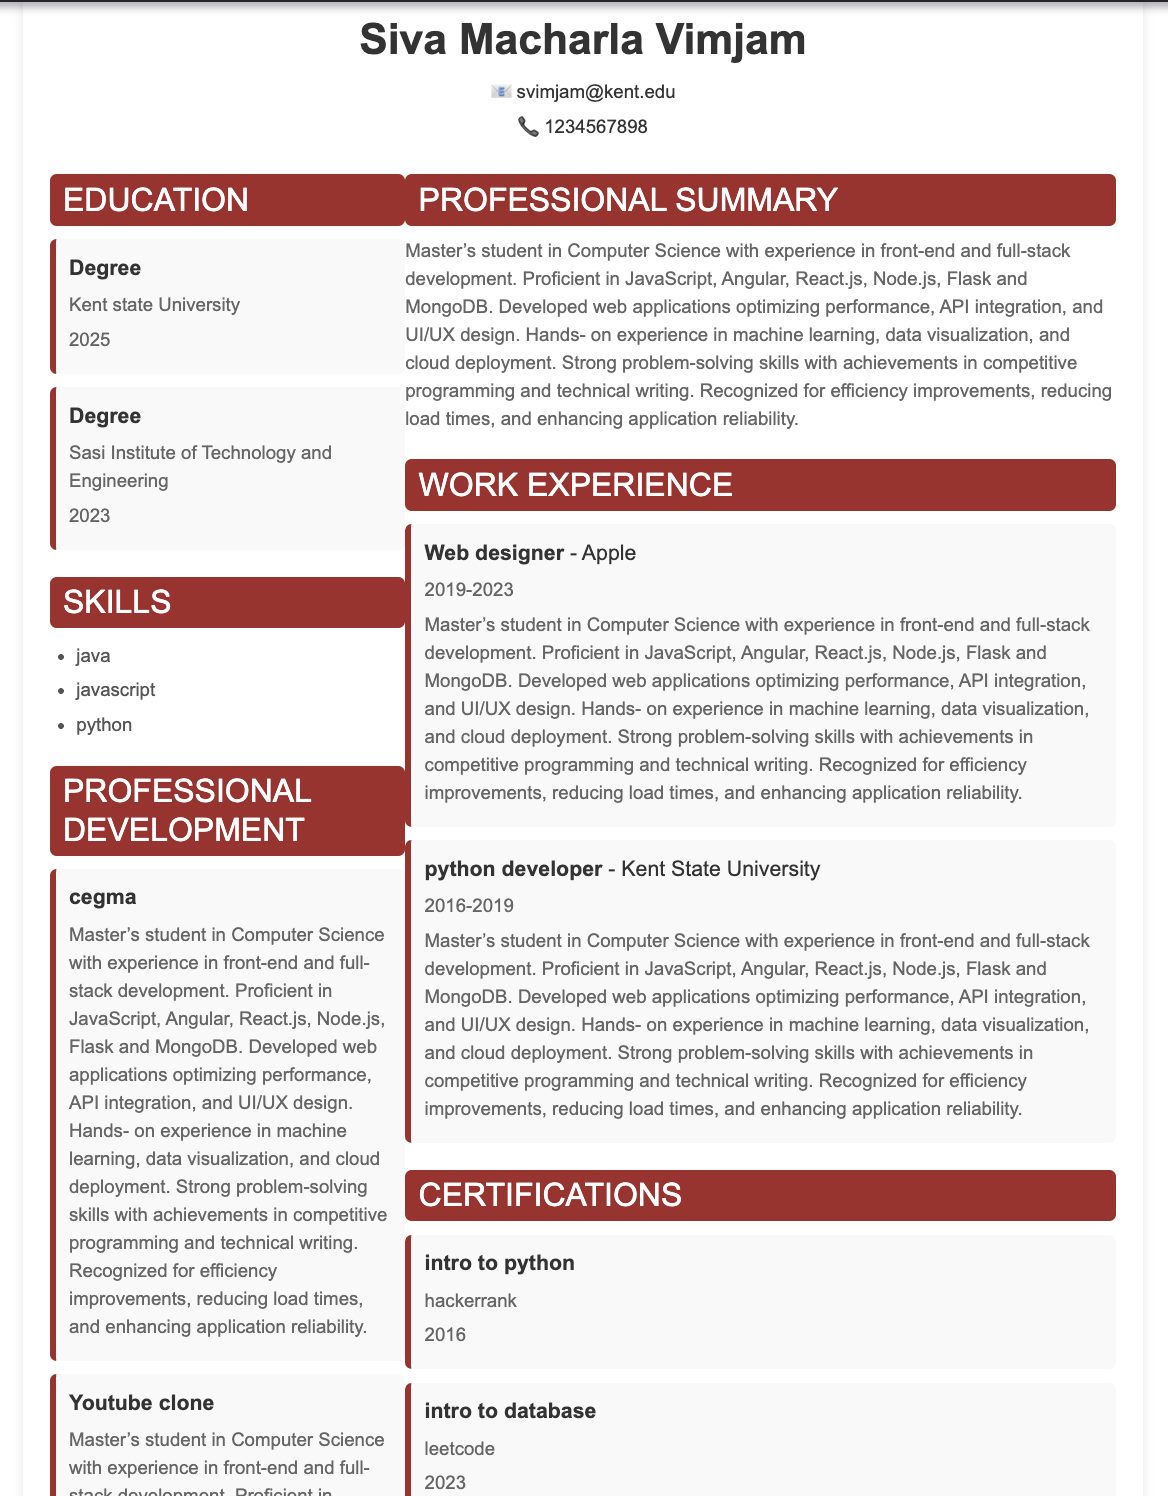 Siva Macharla Vimjam
svimjam@kent.edu
1234567898
EDUCATION
Degree
Kent state University
2025
Degree
Sasi Institute of Technology and
Engineering
2023
SKILLS
java
javascript
python
PROFESSIONAL
DEVELOPMENT
cegma
Master’s student in Computer Science
with experience in front-end and full-
stack development. Proficient in
JavaScript, Angular, React.js, Node.js,
Flask and MongoDB. Developed web
applications optimizing performance,
API integration, and UI/UX design.
Hands- on experience in machine
learning, data visualization, and cloud
deployment. Strong problem-solving
skills with achievements in competitive
programming and technical writing.
Recognized for efficiency
improvements, reducing load times,
and enhancing application reliability.
Youtube clone
Master’s student in Computer Science
with experience in front-end and full-
stack development. Proficient in
PROFESSIONAL SUMMARY
Master’s student in Computer Science with experience in front-end and full-stack
development. Proficient in JavaScript, Angular, React.js, Node.js, Flask and
MongoDB. Developed web applications optimizing performance, API integration, and
UI/UX design. Hands- on experience in machine learning, data visualization, and
cloud deployment. Strong problem-solving skills with achievements in competitive
programming and technical writing. Recognized for efficiency improvements, reducing
load times, and enhancing application reliability.
WORK EXPERIENCE
Web designer - Apple
2019-2023
Master’s student in Computer Science with experience in front-end and full-stack
development. Proficient in JavaScript, Angular, React.js, Node.js, Flask and
MongoDB. Developed web applications optimizing performance, API integration,
and UI/UX design. Hands- on experience in machine learning, data visualization,
and cloud deployment. Strong problem-solving skills with achievements in
competitive programming and technical writing. Recognized for efficiency
improvements, reducing load times, and enhancing application reliability.
python developer - Kent State University
2016-2019
Master’s student in Computer Science with experience in front-end and full-stack
development. Proficient in JavaScript, Angular, React.js, Node.js, Flask and
MongoDB. Developed web applications optimizing performance, API integration,
and UI/UX design. Hands- on experience in machine learning, data visualization,
and cloud deployment. Strong problem-solving skills with achievements in
competitive programming and technical writing. Recognized for efficiency
improvements, reducing load times, and enhancing application reliability.
CERTIFICATIONS
intro to python
hackerrank
2016
intro to database
leetcode
2023